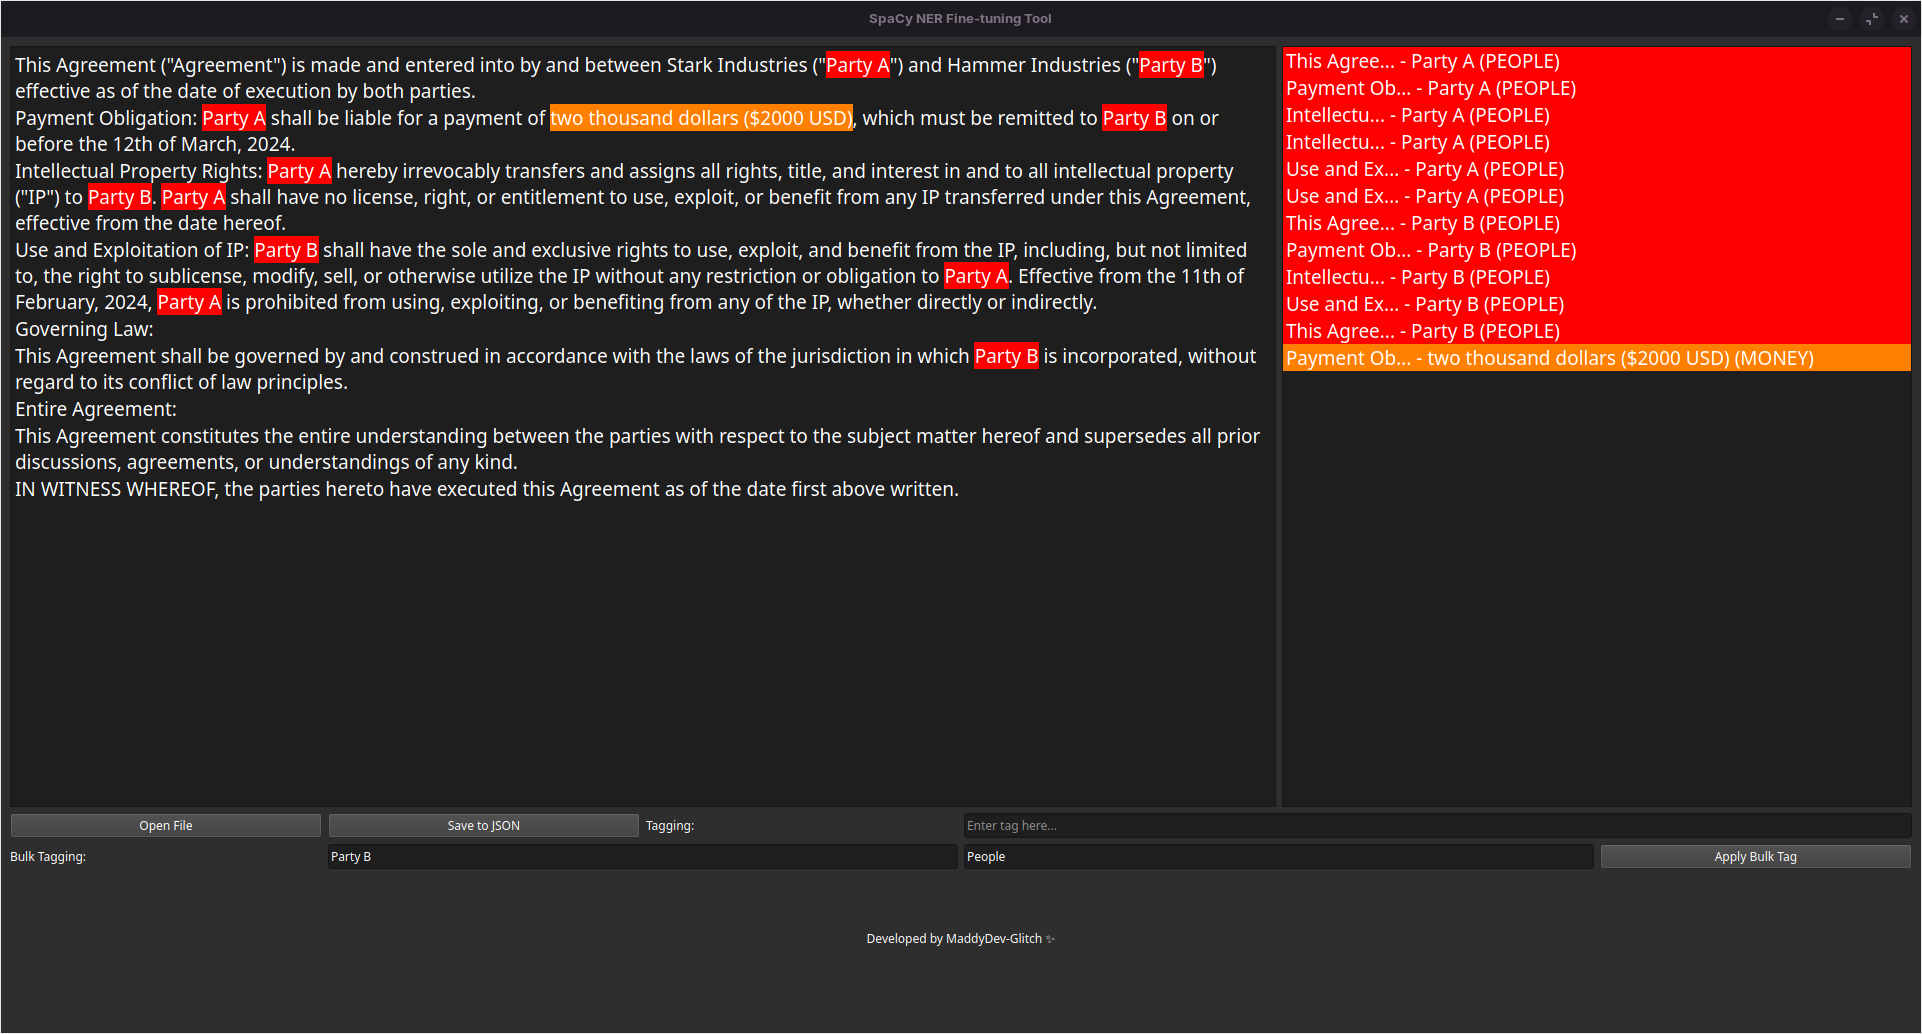 SpaCy NER Fine-tuning Tool
This Agreement ("Agreement") is made and entered into by and between Stark Industries ("Party A") and Hammer Industries ("Party B")
effective as of the date of execution by both parties.
Payment Obligation: Party A shall be liable for a payment of two thousand dollars ($2000 USD), which must be remitted to Party B on or
before the 12th of March, 2024.
Intellectual Property Rights: Party A hereby irrevocably transfers and assigns all rights, title, and interest in and to all intellectual property
("IP") to Party B. Party A shall have no license, right, or entitlement to use, exploit, or benefit from any IP transferred under this Agreement,
effective from the date hereof.
Use and Exploitation of IP: Party B shall have the sole and exclusive rights to use, exploit, and benefit from the IP, including, but not limited
to, the right to sublicense, modify, sell, or otherwise utilize the IP without any restriction or obligation to Party A. Effective from the 11th of
February, 2024, Party A is prohibited from using, exploiting, or benefiting from any of the IP, whether directly or indirectly.
Governing Law:
This Agreement shall be governed by and construed in accordance with the laws of the jurisdiction in which Party B is incorporated, without
regard to its conflict of law principles.
Entire Agreement:
This Agreement constitutes the entire understanding between the parties with respect to the subject matter hereof and supersedes all prior
discussions, agreements, or understandings of any kind.
IN WITNESS WHEREOF, the parties hereto have executed this Agreement as of the date first above written.
This Agree... - Party A (PEOPLE)
Payment Ob... - Party A (PEOPLE)
Intellectu... - Party A (PEOPLE)
Intellectu... - Party A (PEOPLE)
Use and Ex... - Party A (PEOPLE)
Use and Ex... - Party A (PEOPLE)
This Agree... - Party B (PEOPLE)
Payment Ob... - Party B (PEOPLE)
Intellectu... - Party B (PEOPLE)
Use and Ex... - Party B (PEOPLE)
This Agree... - Party B (PEOPLE)
Payment Ob... - two thousand dollars ($2000 USD) (MONEY)
Open File
Save to JSON
Tagging:
Enter tag here...
Bulk Tagging:
Party B
People
Apply Bulk Tag
Developed by MaddyDev-Glitch ✨